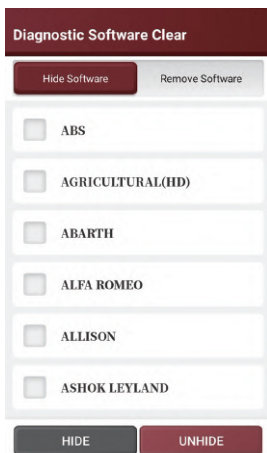 Diagnostic Software Clear
Hide Software Remove Software
ABS
AGRICULTURAL(HD)
ABARTH
ALFA ROMEO
ALLISON
ASHOK LEYLAND
HIDE UNHIDE